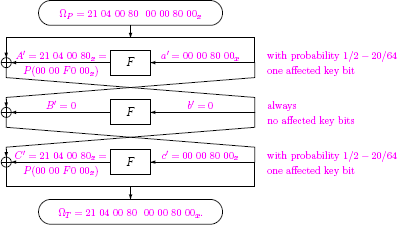 Ω_P = 21 04 00 80  00 00 80 00_x
A′ = 21 04 00 80_x = F a′ = 00 00 80 00_x with probability 1/2 − 20/64
P(00 00 F0 00_x) one affected key bit
B′ = 0 F b′ = 0 always
no affected key bits
C′ = 21 04 00 80_x = F c′ = 00 00 80 00_x with probability 1/2 − 20/64
P(00 00 F0 00_x) one affected key bit
Ω_T = 21 04 00 80  00 00 80 00_x.